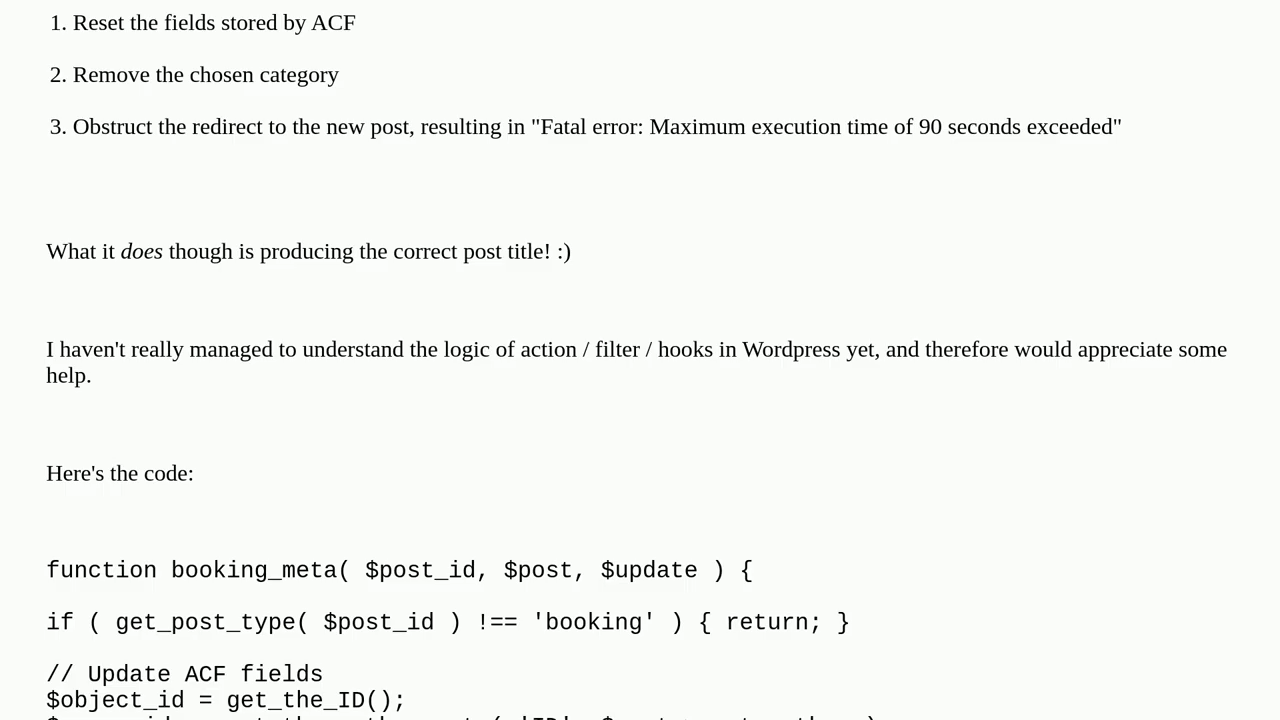 1. Reset the fields stored by ACF
2. Remove the chosen category
3. Obstruct the redirect to the new post, resulting in "Fatal error: Maximum execution time of 90 seconds exceeded"
What it does though is producing the correct post title! :)
I haven't really managed to understand the logic of action / filter / hooks in Wordpress yet, and therefore would appreciate some
help.
Here's the code:
function booking_meta( $post_id, $post, $update ) {
if ( get_post_type( $post_id ) !== 'booking' ) { return; }
// Update ACF fields
$object_id = get_the_ID();